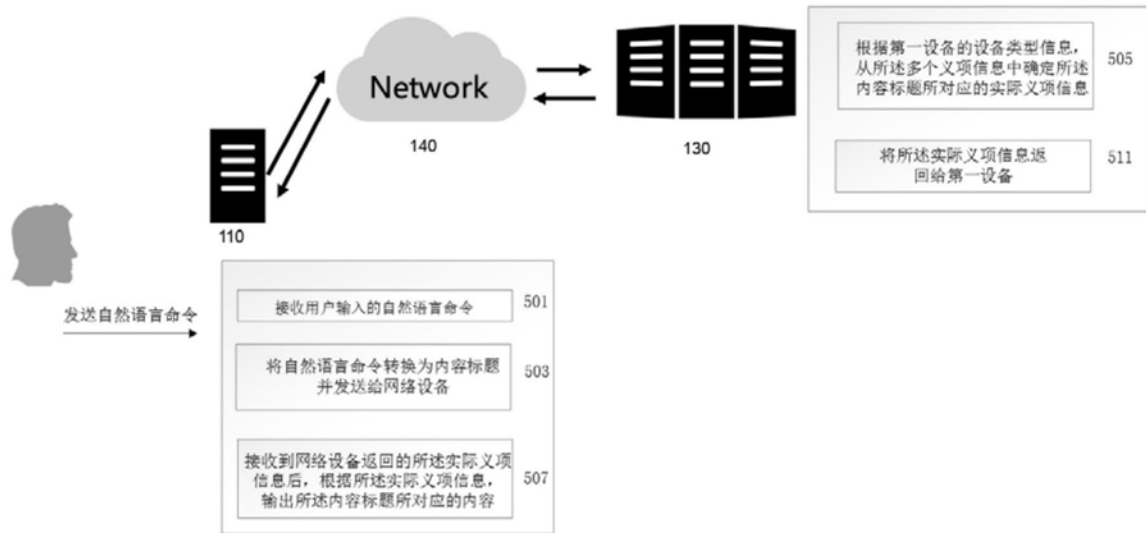 Network
140
130
110
根据第一设备的设备类型信息，
从所述多个义项信息中确定所述
内容标题所对应的实际义项信息
505
将所述实际义项信息返
回给第一设备
511
发送自然语言命令
接收用户输入的自然语言命令
501
将自然语言命令转换为内容标题
并发送给网络设备
503
接收到网络设备返回的所述实际义项
信息后，根据所述实际义项信息，
输出所述内容标题所对应的内容
507